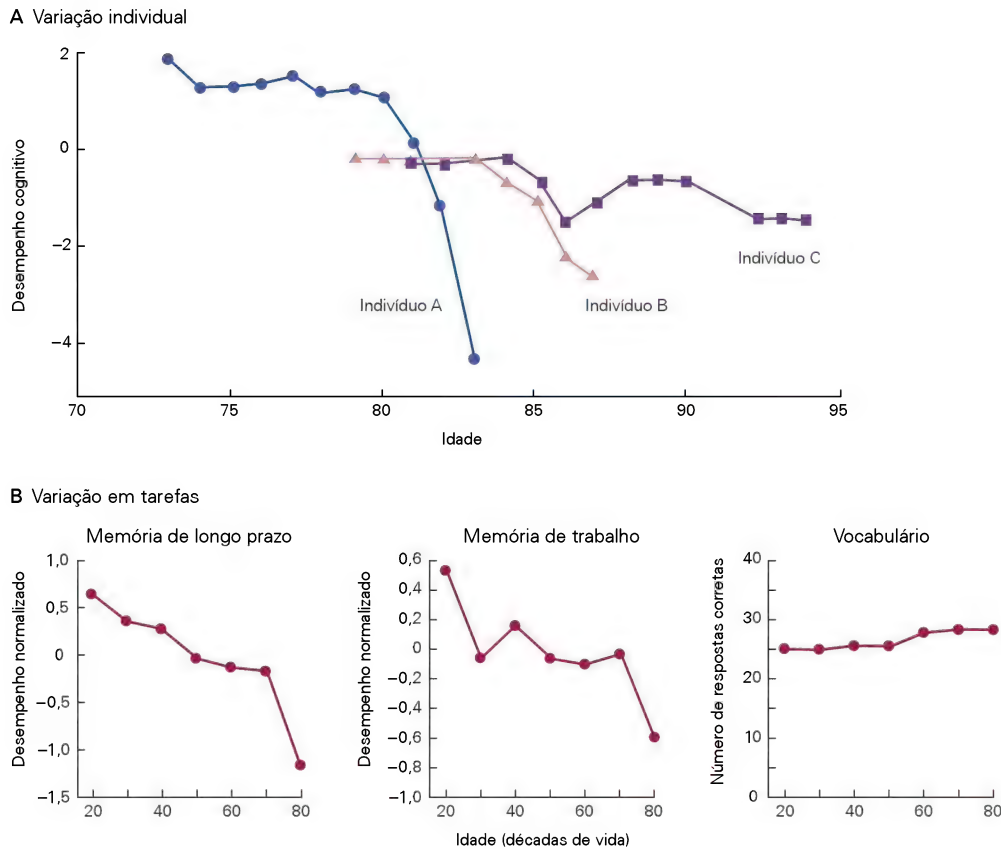 A Variação individual
2
0
−2
−4
Desempenho cognitivo
Indivíduo A
Indivíduo B
Indivíduo C
70 75 80 85 90 95
Idade
B Variação em tarefas
Memória de longo prazo
1,0
0,5
0
−0,5
−1,0
−1,5
Desempenho normalizado
20 40 60 80
Memória de trabalho
0,6
0,4
0,2
0
−0,2
−0,4
−0,6
−0,8
−1,0
Desempenho normalizado
20 40 60 80
Vocabulário
40
30
20
10
0
Número de respostas corretas
20 40 60 80
Idade (décadas de vida)